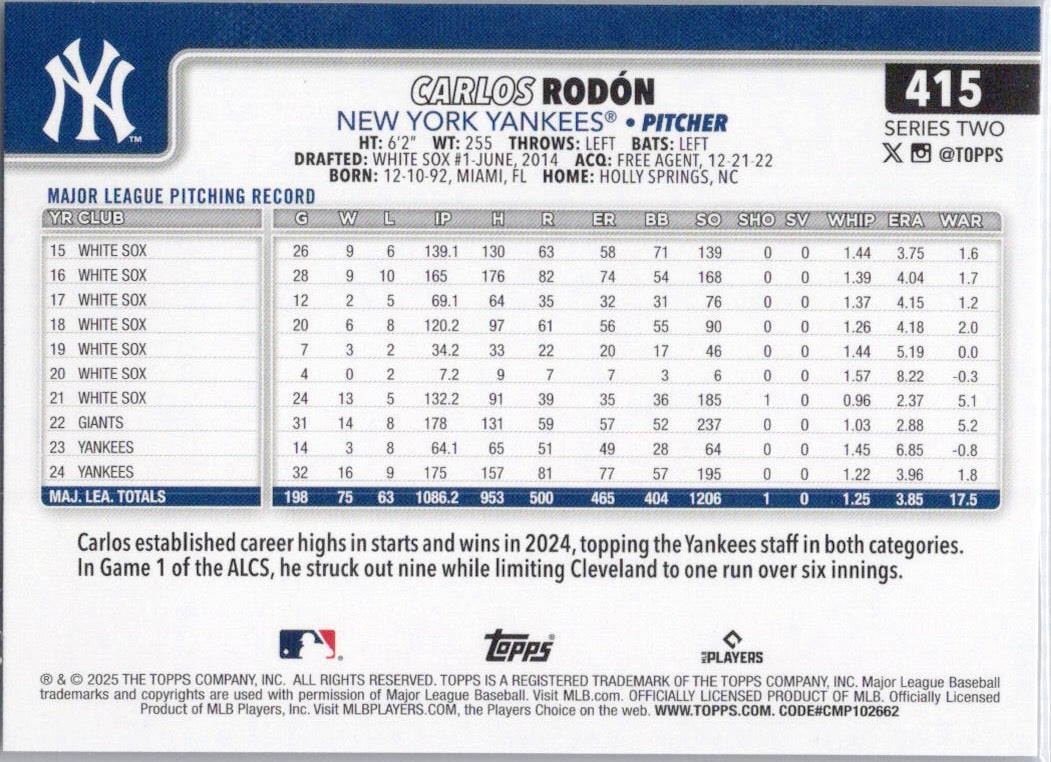 NY
TM
415
CARLOS RODÓN
NEW YORK YANKEES® • PITCHER
SERIES TWO
@TOPPS
HT: 6'2" WT: 255 THROWS: LEFT BATS: LEFT
DRAFTED: WHITE SOX #1-JUNE, 2014 ACQ: FREE AGENT, 12-21-22
BORN: 12-10-92, MIAMI, FL HOME: HOLLY SPRINGS, NC
MAJOR LEAGUE PITCHING RECORD
YR CLUB G W L IP H R ER BB SO SHO SV WHIP ERA WAR
15 WHITE SOX 26 9 6 139.1 130 63 58 71 139 0 0 1.44 3.75 1.6
16 WHITE SOX 28 9 10 165 176 82 74 54 168 0 0 1.39 4.04 1.7
17 WHITE SOX 12 2 5 69.1 64 35 32 31 76 0 0 1.37 4.15 1.2
18 WHITE SOX 20 6 8 120.2 97 61 56 55 90 0 0 1.26 4.18 2.0
19 WHITE SOX 7 3 2 34.2 33 22 20 17 46 0 0 1.44 5.19 0.0
20 WHITE SOX 4 0 2 7.2 9 7 7 3 6 0 0 1.57 8.22 -0.3
21 WHITE SOX 24 13 5 132.2 91 39 35 36 185 1 0 0.96 2.37 5.1
22 GIANTS 31 14 8 178 131 59 57 52 237 0 0 1.03 2.88 5.2
23 YANKEES 14 3 8 64.1 65 51 49 28 64 0 0 1.45 6.85 -0.8
24 YANKEES 32 16 9 175 157 81 77 57 195 0 0 1.22 3.96 1.8
MAJ. LEA. TOTALS 198 75 63 1086.2 953 500 465 404 1206 1 0 1.25 3.85 17.5
Carlos established career highs in starts and wins in 2024, topping the Yankees staff in both categories.
In Game 1 of the ALCS, he struck out nine while limiting Cleveland to one run over six innings.
Topps®
MLB PLAYERS
® & © 2025 THE TOPPS COMPANY, INC. ALL RIGHTS RESERVED. TOPPS IS A REGISTERED TRADEMARK OF THE TOPPS COMPANY, INC. Major League Baseball
trademarks and copyrights are used with permission of Major League Baseball. Visit MLB.com. OFFICIALLY LICENSED PRODUCT OF MLB. Officially Licensed
Product of MLB Players, Inc. Visit MLBPLAYERS.COM, the Players Choice on the web. WWW.TOPPS.COM. CODE#CMP102662